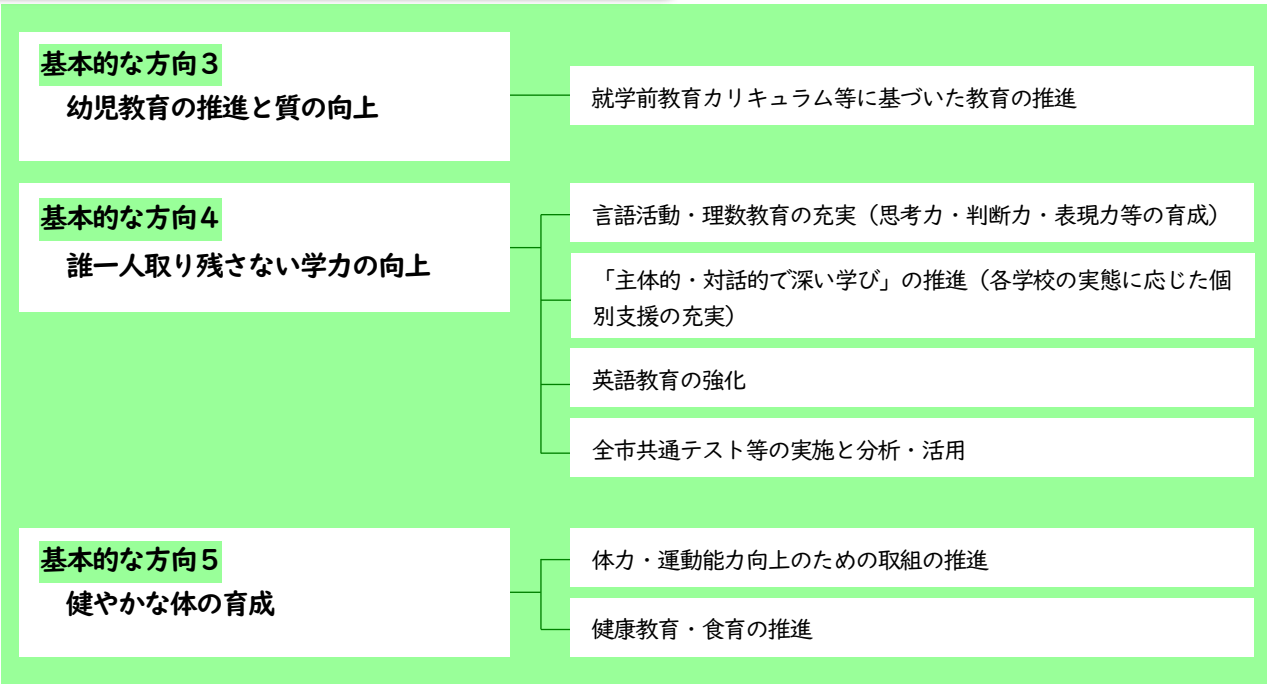 基本的な方向3
幼児教育の推進と質の向上
就学前教育カリキュラム等に基づいた教育の推進
基本的な方向4
誰一人取り残さない学力の向上
言語活動・理数教育の充実（思考力・判断力・表現力等の育成）
「主体的・対話的で深い学び」の推進（各学校の実態に応じた個
別支援の充実）
英語教育の強化
全市共通テスト等の実施と分析・活用
基本的な方向5
健やかな体の育成
体力・運動能力向上のための取組の推進
健康教育・食育の推進